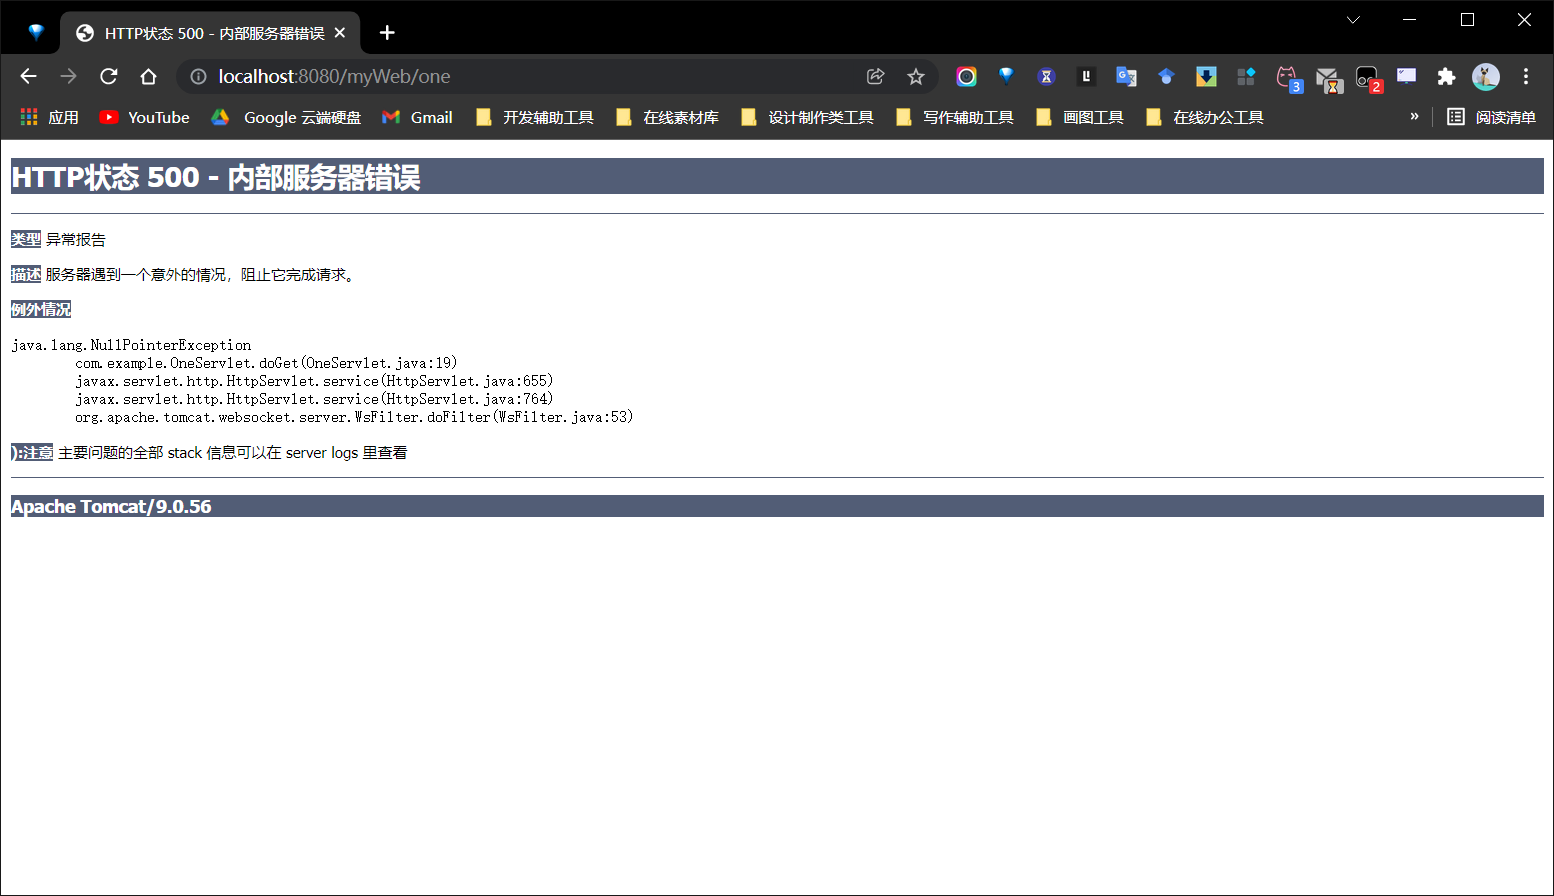 HTTP状态 500 - 内部服务器错误
localhost:8080/myWeb/one
3
2
应用 YouTube Google 云端硬盘 Gmail 开发辅助工具 在线素材库 设计制作类工具 写作辅助工具 画图工具 在线办公工具 » 阅读清单
HTTP状态 500 - 内部服务器错误
类型 异常报告
描述 服务器遇到一个意外的情况，阻止它完成请求。
例外情况
java.lang.NullPointerException
com.example.OneServlet.doGet(OneServlet.java:19)
javax.servlet.http.HttpServlet.service(HttpServlet.java:655)
javax.servlet.http.HttpServlet.service(HttpServlet.java:764)
org.apache.tomcat.websocket.server.WsFilter.doFilter(WsFilter.java:53)
):注意 主要问题的全部 stack 信息可以在 server logs 里查看
Apache Tomcat/9.0.56